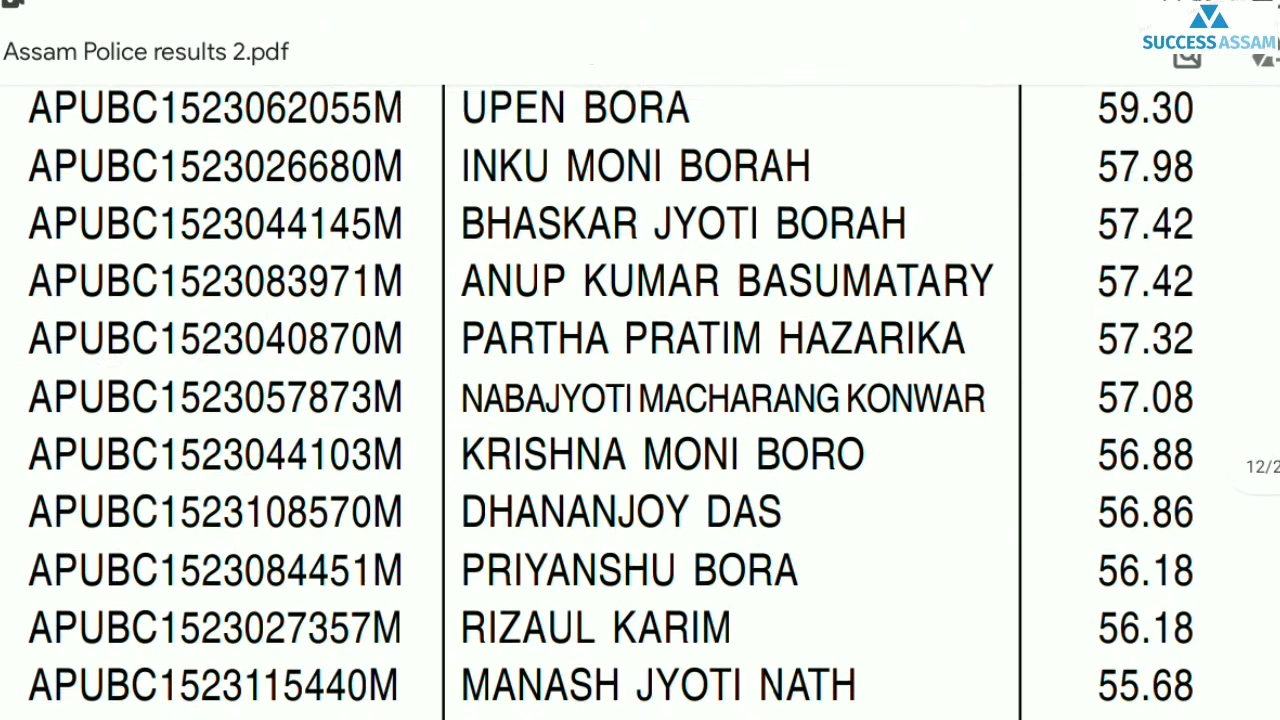 SUCCESS ASSAM
Assam Police results 2.pdf
APUBC1523062055M UPEN BORA 59.30
APUBC1523026680M INKU MONI BORAH 57.98
APUBC1523044145M BHASKAR JYOTI BORAH 57.42
APUBC1523083971M ANUP KUMAR BASUMATARY 57.42
APUBC1523040870M PARTHA PRATIM HAZARIKA 57.32
APUBC1523057873M NABAJYOTI MACHARANG KONWAR 57.08
APUBC1523044103M KRISHNA MONI BORO 56.88
12/2
APUBC1523108570M DHANANJOY DAS 56.86
APUBC1523084451M PRIYANSHU BORA 56.18
APUBC1523027357M RIZAUL KARIM 56.18
APUBC1523115440M MANASH JYOTI NATH 55.68